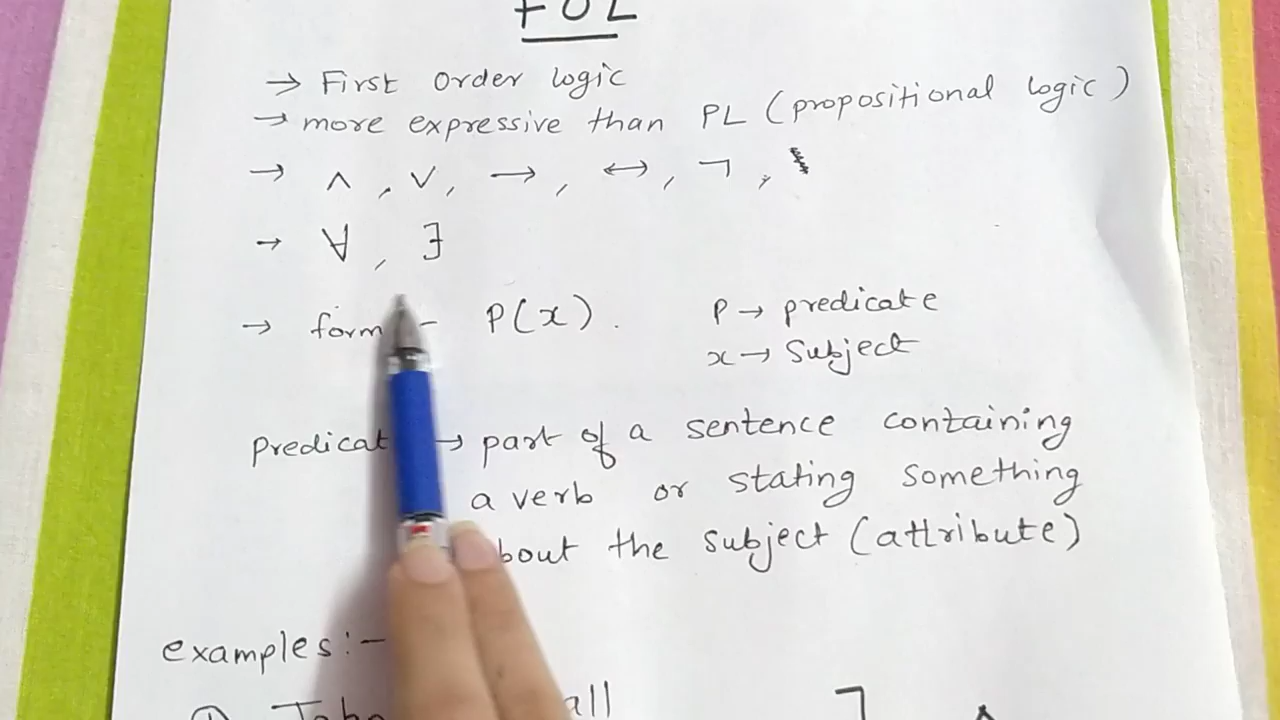 FOL
→ First order logic
→ more expressive than PL (propositional logic)
→ ∧, ∨, →, ↔, ¬,
→ ∀, ∃
→ form - P(x). P → predicate
x → subject
predicat → part of a sentence containing
a verb or stating something
bout the subject (attribute)
examples:-
① all ¬ ∧